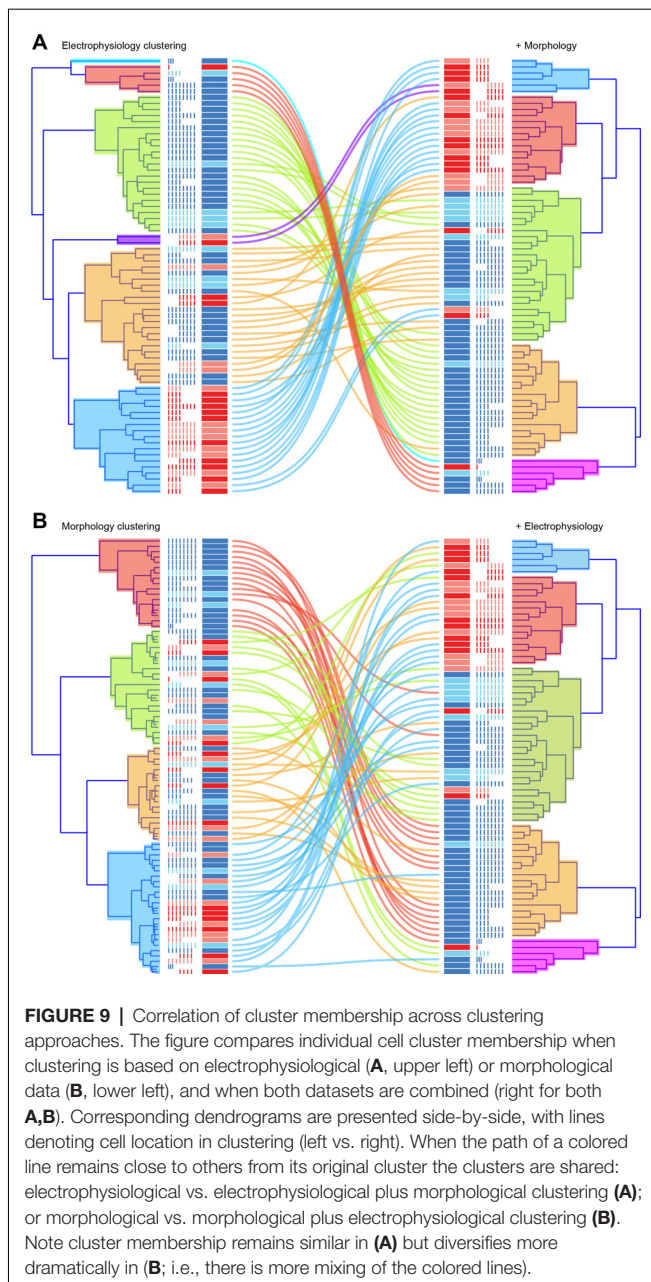 A
Electrophysiology clustering
+ Morphology
B
Morphology clustering
+ Electrophysiology
FIGURE 9 | Correlation of cluster membership across clustering
approaches. The figure compares individual cell cluster membership when
clustering is based on electrophysiological (A, upper left) or morphological
data (B, lower left), and when both datasets are combined (right for both
A,B). Corresponding dendrograms are presented side-by-side, with lines
denoting cell location in clustering (left vs. right). When the path of a colored
line remains close to others from its original cluster the clusters are shared:
electrophysiological vs. electrophysiological plus morphological clustering (A);
or morphological vs. morphological plus electrophysiological clustering (B).
Note cluster membership remains similar in (A) but diversifies more
dramatically in (B; i.e., there is more mixing of the colored lines).